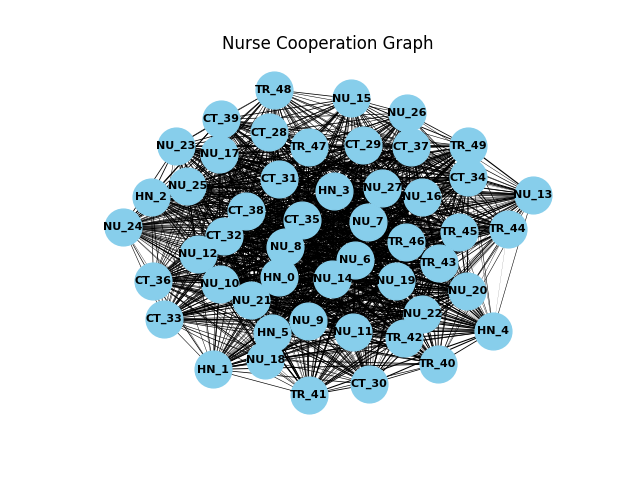 Nurse Cooperation Graph
TR_48
NU_15
NU_26
CT_39
CT_28
NU_23
NU_17
TR_47
CT_29
CT_37
TR_49
CT_31
CT_34
NU_25
HN_3
NU_27
HN_2
NU_16
NU_13
CT_38
CT_35
NU_7
NU_24
CT_32
TR_45
TR_44
NU_8
TR_46
NU_12
NU_6
TR_43
CT_36
NU_10
HN_0
NU_14
NU_19
NU_20
NU_21
CT_33
NU_9
NU_22
HN_5
NU_11
HN_4
TR_42
NU_18
HN_1
TR_40
CT_30
TR_41